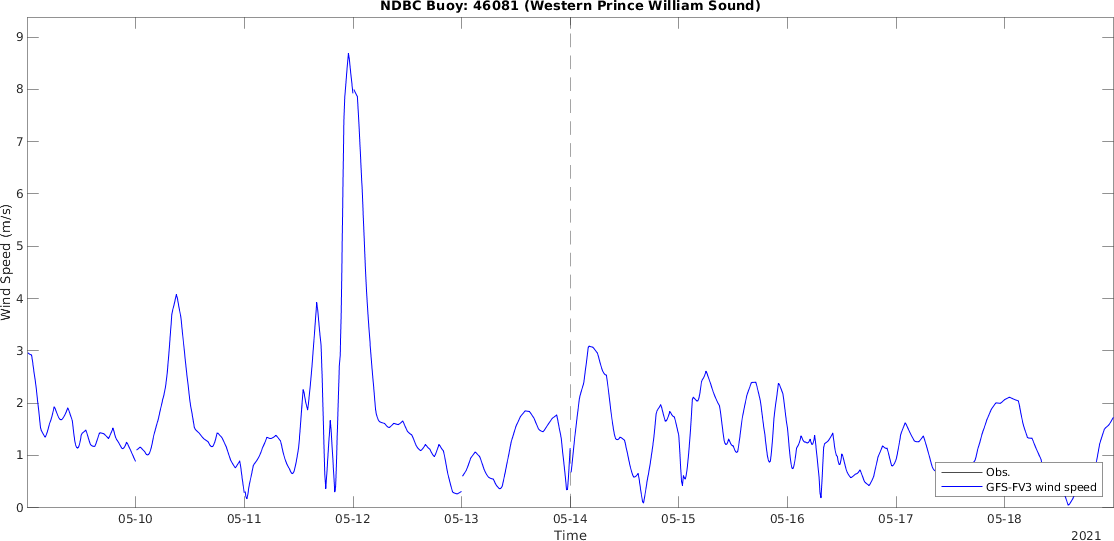 NDBC Buoy: 46081 (Western Prince William Sound)
9
8
7
6
5
4
3
2
1
0
Wind Speed (m/s)
Obs.
GFS-FV3 wind speed
05-10 05-11 05-12 05-13 05-14 05-15 05-16 05-17 05-18
Time
2021